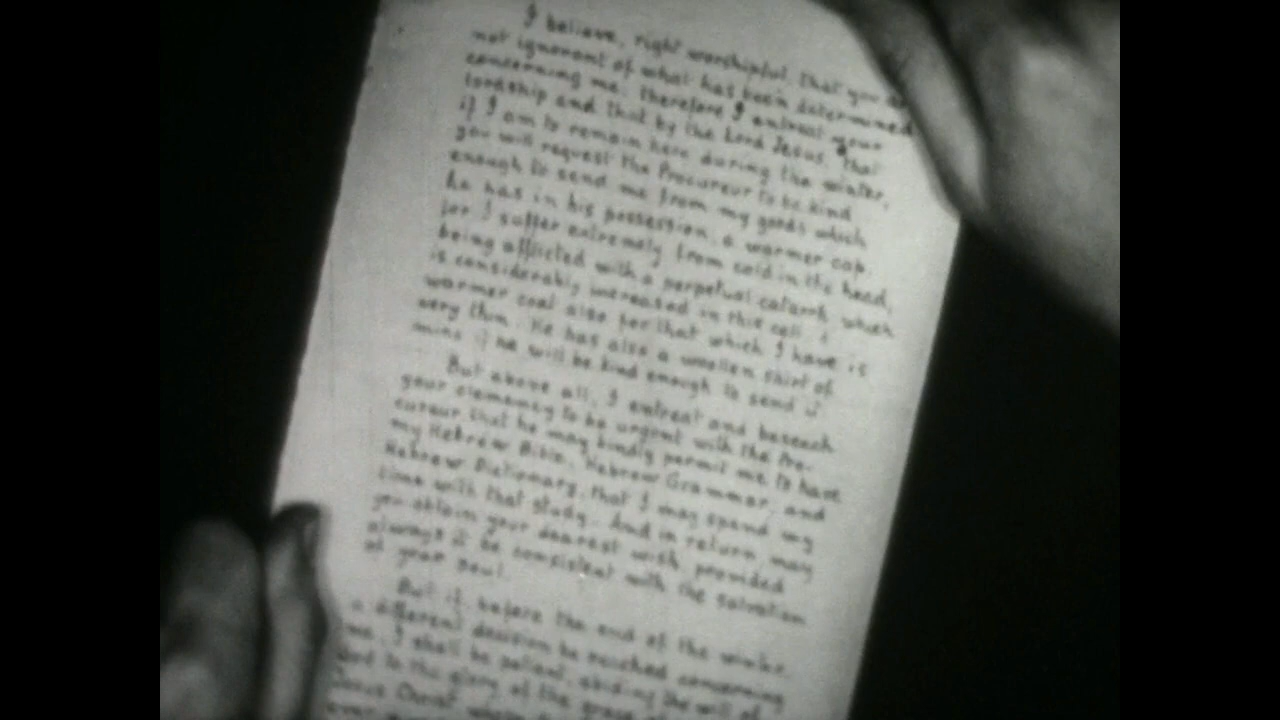 I believe, right worshipful, that you are
not ignorant of what has been determined
concerning me, therefore I entreat your
lordship and that by the Lord Jesus, that
if I am to remain here during the winter,
you will request the Procureur to be kind
enough to send me from my goods which
he has in his possession, a warmer cap,
for I suffer extremely from cold in the head,
being afflicted with a perpetual catarrh which
is considerably increased in this cell.
warmer coat also for that which I have is
very thin. He has also a woollen shirt of
mine if he will be kind enough to send it
But above all, I entreat and beseech
your clemency to be urgent with the Pro-
cureur that he may kindly permit me to have
my Hebrew Bible, Hebrew Grammar, and
Hebrew Dictionary, that I may spend my
time with that study. And in return, may
you obtain your dearest wish provided
always it be consistent with the salvation
of your soul.
But if, before the end of the winter
a different decision be reached concerning
me, I shall be patient, abiding the will of
to the glory of the grace of
Jesus Christ whose